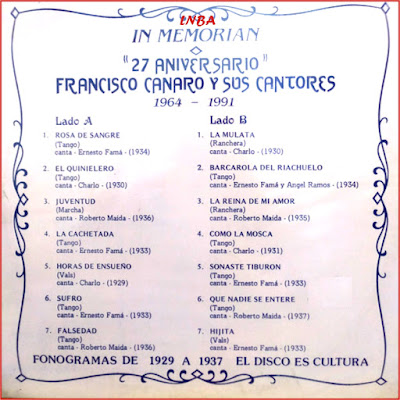 INBA
IN MEMORIAN
"27 ANIVERSARIO"
FRANCISCO CANARO Y SUS CANTORES
1964 - 1991
Lado A
1. ROSA DE SANGRE
(Tango)
canta - Ernesto Famá - (1934)
2. EL QUINIELERO
(Tango)
canta - Charlo - (1930)
3. JUVENTUD
(Marcha)
canta - Roberto Maida - (1936)
4. LA CACHETADA
(Tango)
canta - Ernesto Famá - (1933)
5. HORAS DE ENSUEÑO
(Vals)
canta - Charlo - (1929)
6. SUFRO
(Tango)
canta - Ernesto Famá - (1933)
7. FALSEDAD
(Tango)
canta - Roberto Maida - (1936)
Lado B
1. LA MULATA
(Ranchera)
canta - Charlo - (1930)
2. BARCAROLA DEL RIACHUELO
(Tango)
canta - Ernesto Famá y Angel Ramos - (1934)
3. LA REINA DE MI AMOR
(Ranchera)
canta - Roberto Maida - (1935)
4. COMO LA MOSCA
(Tango)
canta - Charlo - (1931)
5. SONASTE TIBURON
(Tango)
canta - Ernesto Famá - (1933)
6. QUE NADIE SE ENTERE
(Tango)
canta - Roberto Maida - (1937)
7. HIJITA
(Vals)
canta - Ernesto Famá - (1933)
FONOGRAMAS DE 1929 A 1937 EL DISCO ES CULTURA